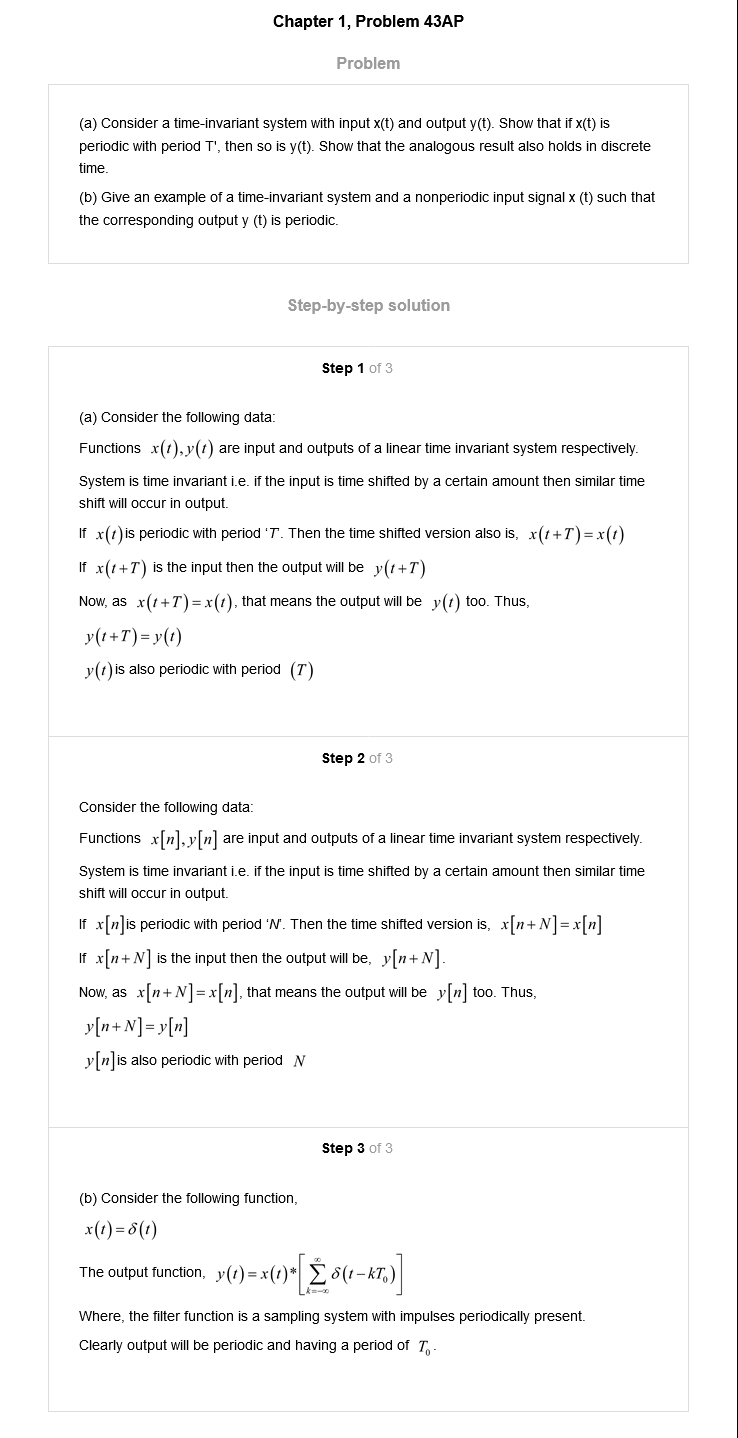 Chapter 1, Problem 43AP
Problem
(a) Consider a time-invariant system with input x(t) and output y(t). Show that if x(t) is
periodic with period T', then so is y(t). Show that the analogous result also holds in discrete
time.
(b) Give an example of a time-invariant system and a nonperiodic input signal x (t) such that
the corresponding output y (t) is periodic.
Step-by-step solution
Step 1 of 3
(a) Consider the following data:
Functions x(t), y(t) are input and outputs of a linear time invariant system respectively.
System is time invariant i.e. if the input is time shifted by a certain amount then similar time
shift will occur in output.
If x(t) is periodic with period 'T'. Then the time shifted version also is, x(t+T)=x(t)
If x(t+T) is the input then the output will be y(t+T)
Now, as x(t+T)=x(t), that means the output will be y(t) too. Thus,
y(t+T)=y(t)
y(t) is also periodic with period (T)
Step 2 of 3
Consider the following data:
Functions x[n], y[n] are input and outputs of a linear time invariant system respectively.
System is time invariant i.e. if the input is time shifted by a certain amount then similar time
shift will occur in output.
If x[n] is periodic with period 'N'. Then the time shifted version is, x[n+N]=x[n]
If x[n+N] is the input then the output will be, y[n+N].
Now, as x[n+N]=x[n], that means the output will be y[n] too. Thus,
y[n+N]=y[n]
y[n] is also periodic with period N
Step 3 of 3
(b) Consider the following function,
x(t)=δ(t)
The output function, y(t)=x(t)*[∑_{k=-∞}^{∞} δ(t-kT₀)]
Where, the filter function is a sampling system with impulses periodically present.
Clearly output will be periodic and having a period of T₀.